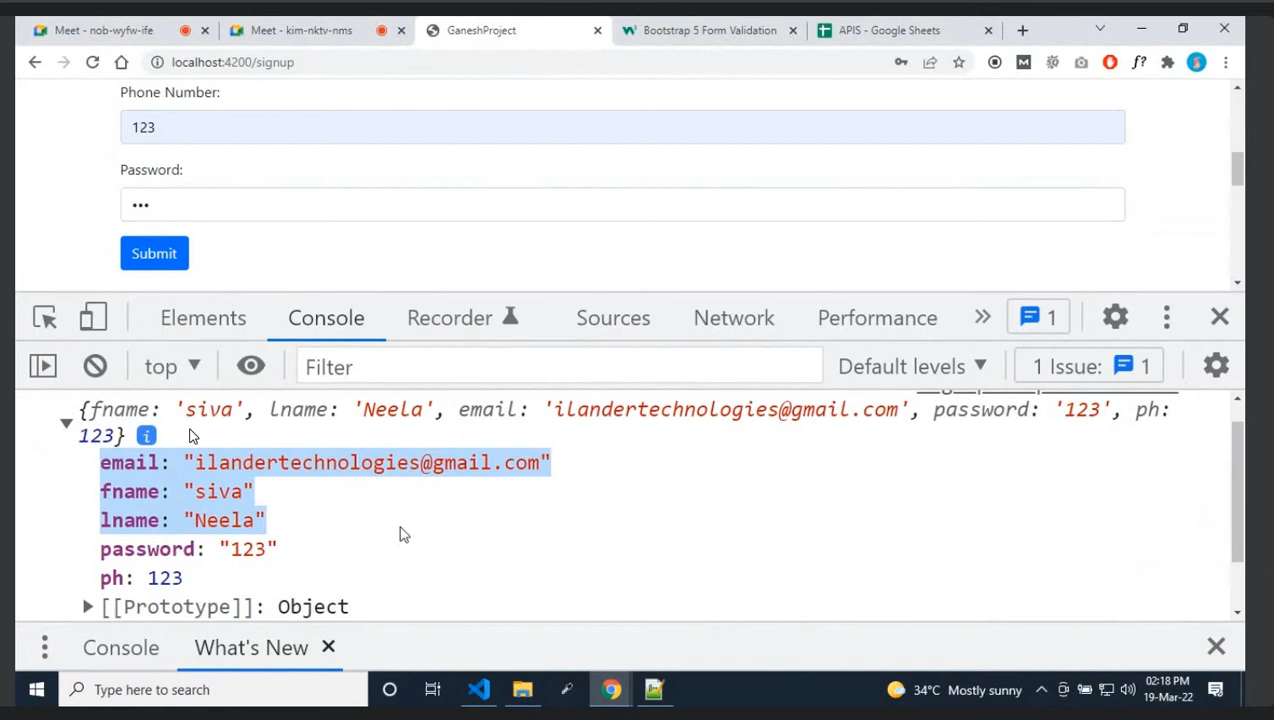 Meet - nob-wyfw-ife
Meet - kim-nktv-nms
GaneshProject
Bootstrap 5 Form Validation
APIS - Google Sheets
localhost:4200/signup
M
f?
S
Phone Number:
123
Password:
•••
Submit
Elements
Console
Recorder
Sources
Network
Performance
1
top
Filter
Default levels
1 Issue:
1
{fname: 'siva', lname: 'Neela', email: 'ilandertechnologies@gmail.com', password: '123', ph:
123} i
email: "ilandertechnologies@gmail.com"
fname: "siva"
lname: "Neela"
password: "123"
ph: 123
[[Prototype]]: Object
Console
What's New
Type here to search
34°C Mostly sunny
02:18 PM
19-Mar-22